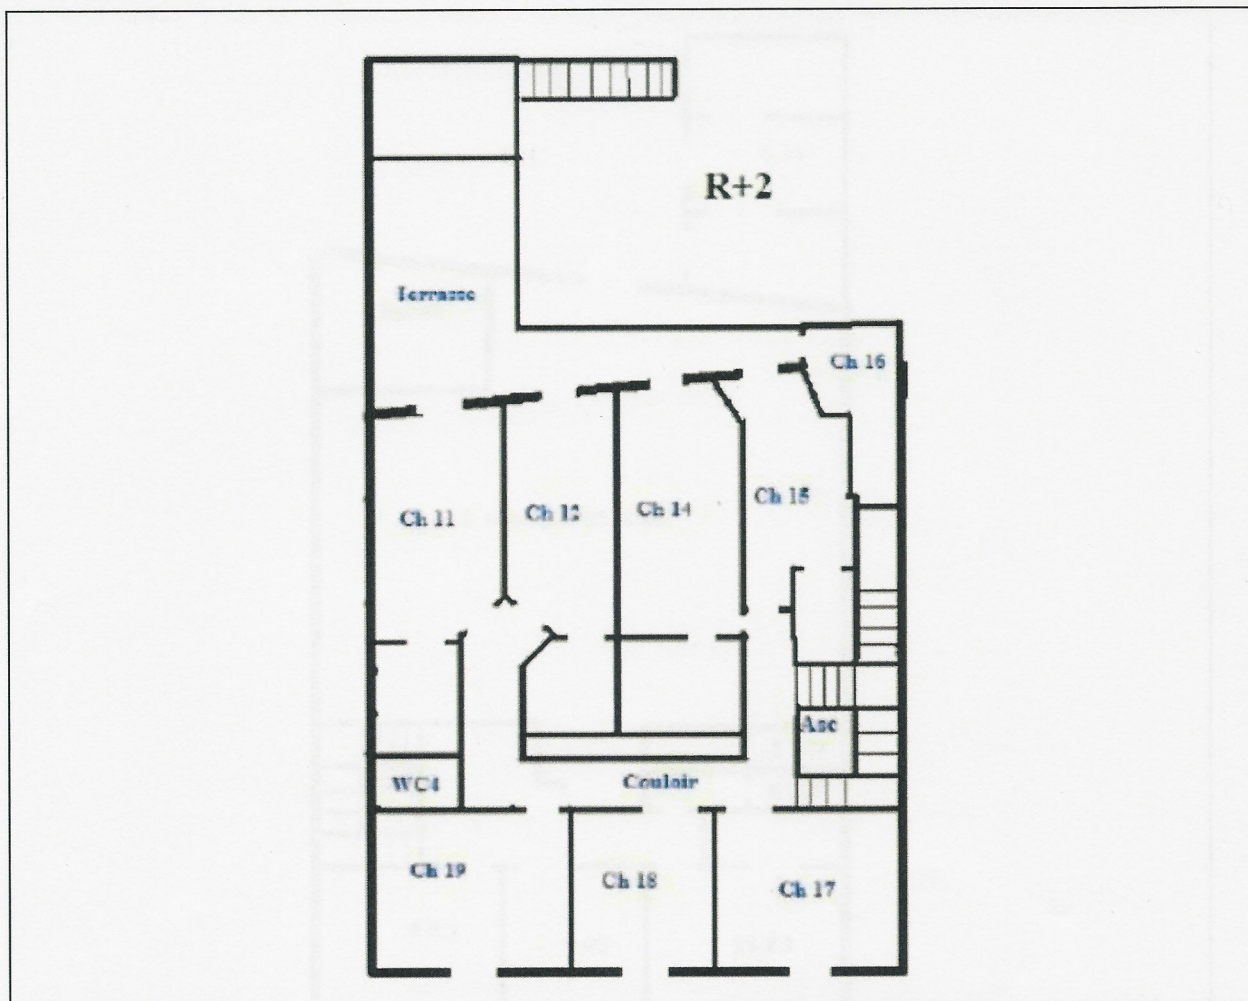 R+2
Terrasse
Ch 16
Ch 15
Ch 14
Ch 12
Ch 11
Asc
WC4
Couloir
Ch 19
Ch 18
Ch 17